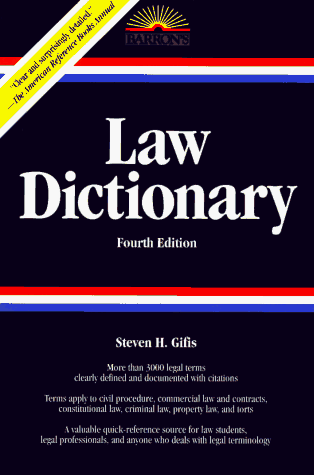 "Clear and surprisingly detailed."
—The American Reference Books Annual
BARRON'S
Law
Dictionary
Fourth Edition
Steven H. Gifis
More than 3000 legal terms
clearly defined and documented with citations
Terms apply to civil procedure, commercial law and contracts,
constitutional law, criminal law, property law, and torts
A valuable quick-reference source for law students,
legal professionals, and anyone who deals with legal terminology